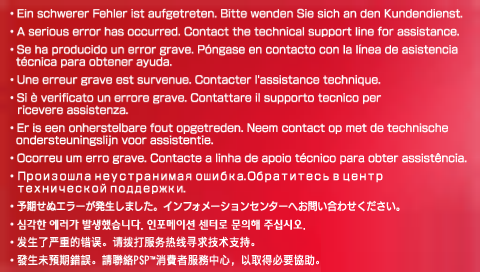 • Ein schwerer Fehler ist aufgetreten. Bitte wenden Sie sich an den Kundendienst.
• A serious error has occurred. Contact the technical support line for assistance.
• Se ha producido un error grave. Póngase en contacto con la línea de asistencia
técnica para obtener ayuda.
• Une erreur grave est survenue. Contacter l'assistance technique.
• Si è verificato un errore grave. Contattare il supporto tecnico per
ricevere assistenza.
• Er is een onherstelbare fout opgetreden. Neem contact op met de technische
ondersteuningslijn voor assistentie.
• Ocorreu um erro grave. Contacte a linha de apoio técnico para obter assistência.
• Произошла неустранимая ошибка.Обратитесь в центр
технической поддержки.
• 予期せぬエラーが発生しました。インフォメーションセンターへお問い合わせください。
• 심각한 에러가 발생했습니다. 인포메이션 센터로 문의해 주십시오.
• 发生了严重的错误。请拨打服务热线寻求技术支持。
• 發生未預期錯誤。請聯絡PSP™消費者服務中心，以取得必要協助。